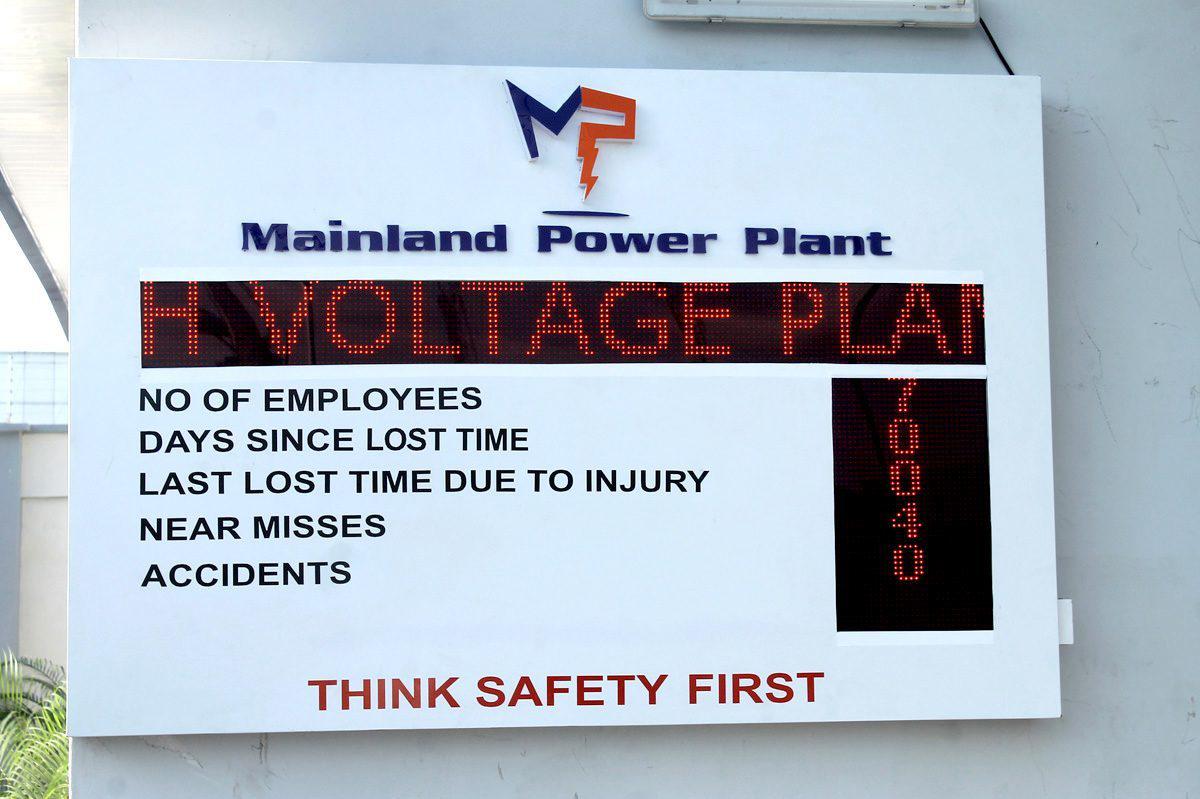 MP
Mainland Power Plant
H VOLTAGE PLAN
NO OF EMPLOYEES 7
DAYS SINCE LOST TIME 0
LAST LOST TIME DUE TO INJURY 0
NEAR MISSES 4
ACCIDENTS 0
THINK SAFETY FIRST